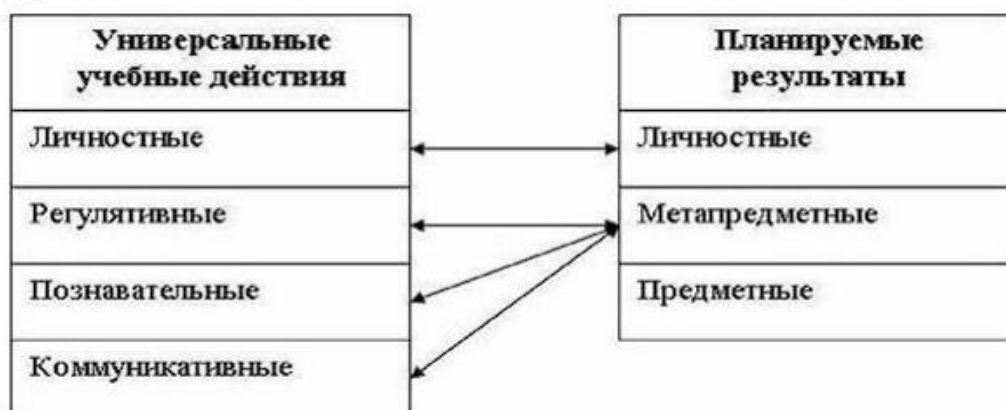 Универсальные
учебные действия
Личностные
Регулятивные
Познавательные
Коммуникативные
Планируемые
результаты
Личностные
Метапредметные
Предметные